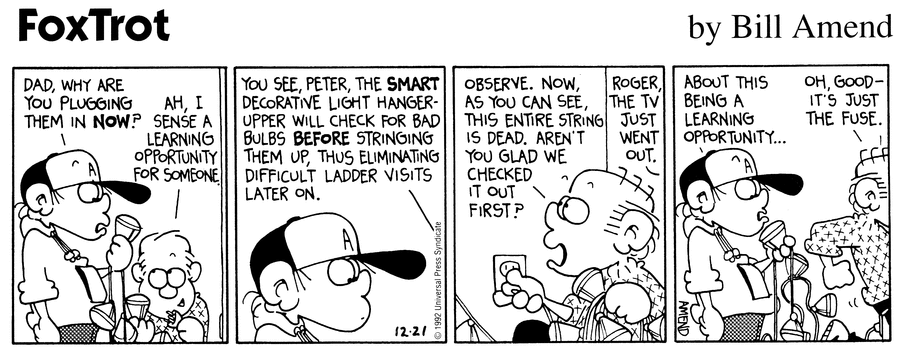 FoxTrot
by Bill Amend
DAD, WHY ARE
YOU PLUGGING
THEM IN NOW?
AH, I
SENSE A
LEARNING
OPPORTUNITY
FOR SOMEONE.
YOU SEE, PETER, THE SMART
DECORATIVE LIGHT HANGER-
UPPER WILL CHECK FOR BAD
BULBS BEFORE STRINGING
THEM UP, THUS ELIMINATING
DIFFICULT LADDER VISITS
LATER ON.
A
12-21
© 1992 Universal Press Syndicate
OBSERVE. NOW,
AS YOU CAN SEE,
THIS ENTIRE STRING
IS DEAD. AREN'T
YOU GLAD WE
CHECKED
IT OUT
FIRST?
ROGER,
THE TV
JUST
WENT
OUT.
ABOUT THIS
BEING A
LEARNING
OPPORTUNITY...
OH, GOOD–
IT'S JUST
THE FUSE.
A
AMEND